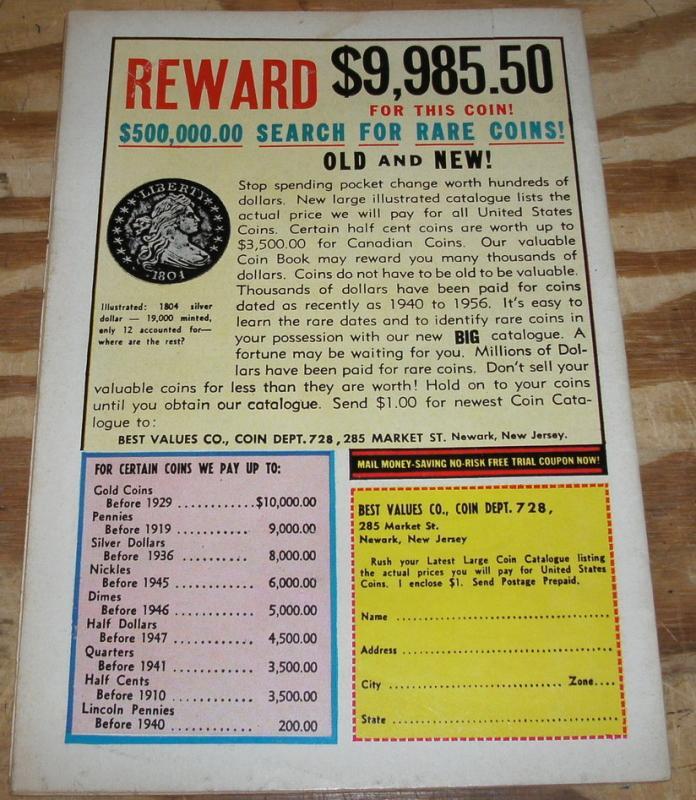 REWARD $9,985.50
FOR THIS COIN!
$500,000.00 SEARCH FOR RARE COINS!
OLD AND NEW!
LIBERTY
1804
Illustrated: 1804 silver
dollar — 19,000 minted,
only 12 accounted for—
where are the rest?
Stop spending pocket change worth hundreds of
dollars. New large illustrated catalogue lists the
actual price we will pay for all United States
Coins. Certain half cent coins are worth up to
$3,500.00 for Canadian Coins. Our valuable
Coin Book may reward you many thousands of
dollars. Coins do not have to be old to be valuable.
Thousands of dollars have been paid for coins
dated as recently as 1940 to 1956. It's easy to
learn the rare dates and to identify rare coins in
your possession with our new BIG catalogue. A
fortune may be waiting for you. Millions of Dol-
lars have been paid for rare coins. Don't sell your
valuable coins for less than they are worth! Hold on to your coins
until you obtain our catalogue. Send $1.00 for newest Coin Cata-
logue to:
BEST VALUES CO., COIN DEPT. 728, 285 MARKET ST. Newark, New Jersey.
FOR CERTAIN COINS WE PAY UP TO:
Gold Coins
Before 1929 ............$10,000.00
Pennies
Before 1919 .......... 9,000.00
Silver Dollars
Before 1936 .......... 8,000.00
Nickles
Before 1945 ........... 6,000.00
Dimes
Before 1946 ........... 5,000.00
Half Dollars
Before 1947 ........... 4,500.00
Quarters
Before 1941 ........... 3,500.00
Half Cents
Before 1910 ........... 3,500.00
Lincoln Pennies
Before 1940 ........... 200.00
MAIL MONEY-SAVING NO-RISK FREE TRIAL COUPON NOW!
BEST VALUES CO., COIN DEPT. 728,
285 Market St.
Newark, New Jersey
Rush your Latest Large Coin Catalogue listing
the actual prices you will pay for United States
Coins. I enclose $1. Send Postage Prepaid.
Name ........................................
Address ........................................
City ................................ Zone....
State ........................................